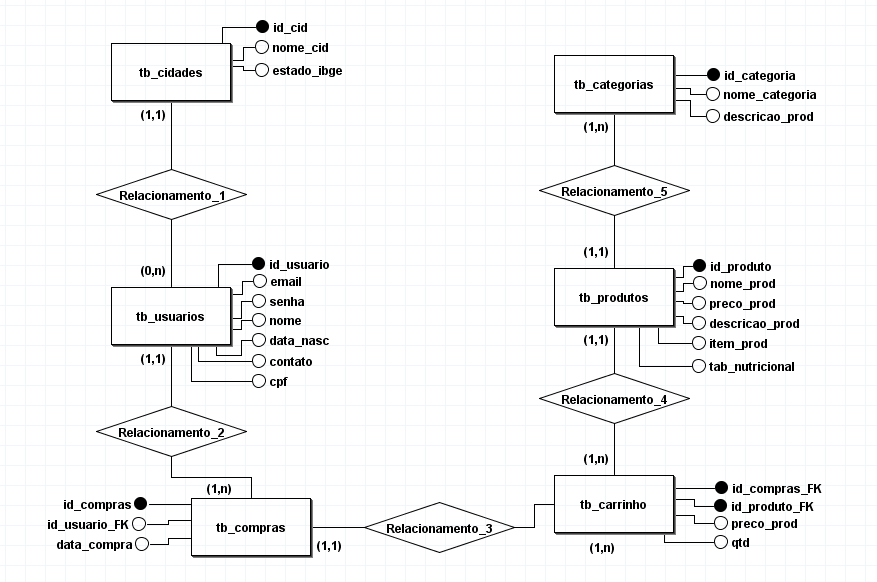 id_cid
nome_cid
estado_ibge
tb_cidades
(1,1)
Relacionamento_1
(0,n)
id_usuario
email
senha
nome
data_nasc
contato
cpf
tb_usuarios
(1,1)
Relacionamento_2
(1,n)
id_compras
id_usuario_FK
data_compra
tb_compras
(1,1)
Relacionamento_3
tb_categorias
id_categoria
nome_categoria
descricao_prod
(1,n)
Relacionamento_5
(1,1)
tb_produtos
id_produto
nome_prod
preco_prod
descricao_prod
item_prod
tab_nutricional
(1,1)
Relacionamento_4
(1,n)
tb_carrinho
id_compras_FK
id_produto_FK
preco_prod
qtd
(1,n)